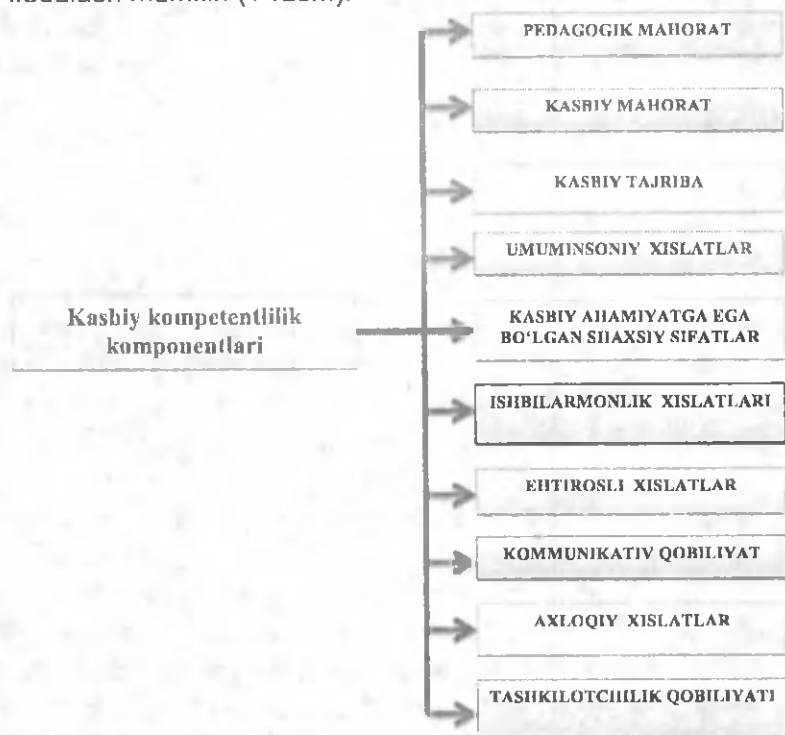 PEDAGOGIK MAHORAT
KASBIY MAHORAT
KASBIY TAJRIBA
UMUMINSONIY XISLATLAR
Kasbiy kompetentlilik
komponentlari
KASBIY AHAMIYATGA EGA
BO‘LGAN SHAXSIY SIFATLAR
ISHBILARMONLIK XISLATLARI
EHTIROSLI XISLATLAR
KOMMUNIKATIV QOBILIYAT
AXLOQIY XISLATLAR
TASHKILOTCHILIK QOBILIYATI